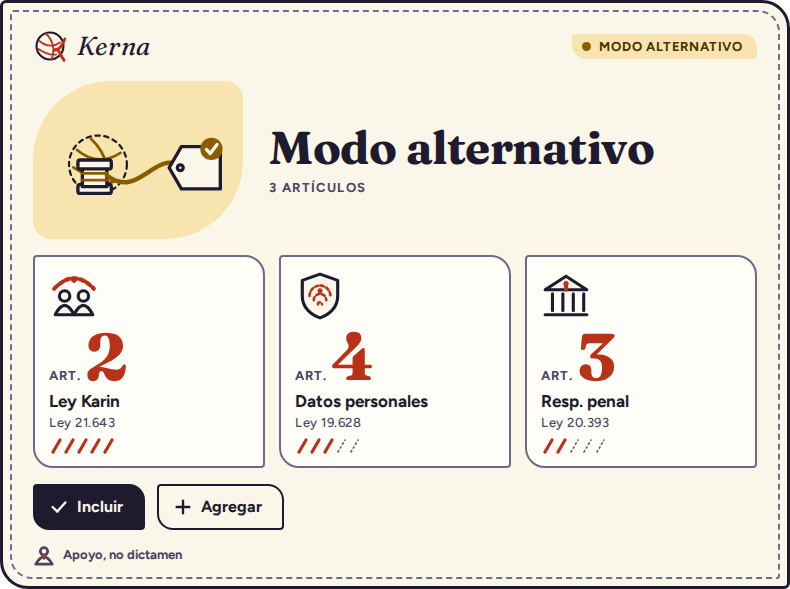 Kerna
MODO ALTERNATIVO
Modo alternativo
3 ARTÍCULOS
ART. 2
Ley Karin
Ley 21.643
ART. 4
Datos personales
Ley 19.628
ART. 3
Resp. penal
Ley 20.393
Incluir
Agregar
Apoyo, no dictamen